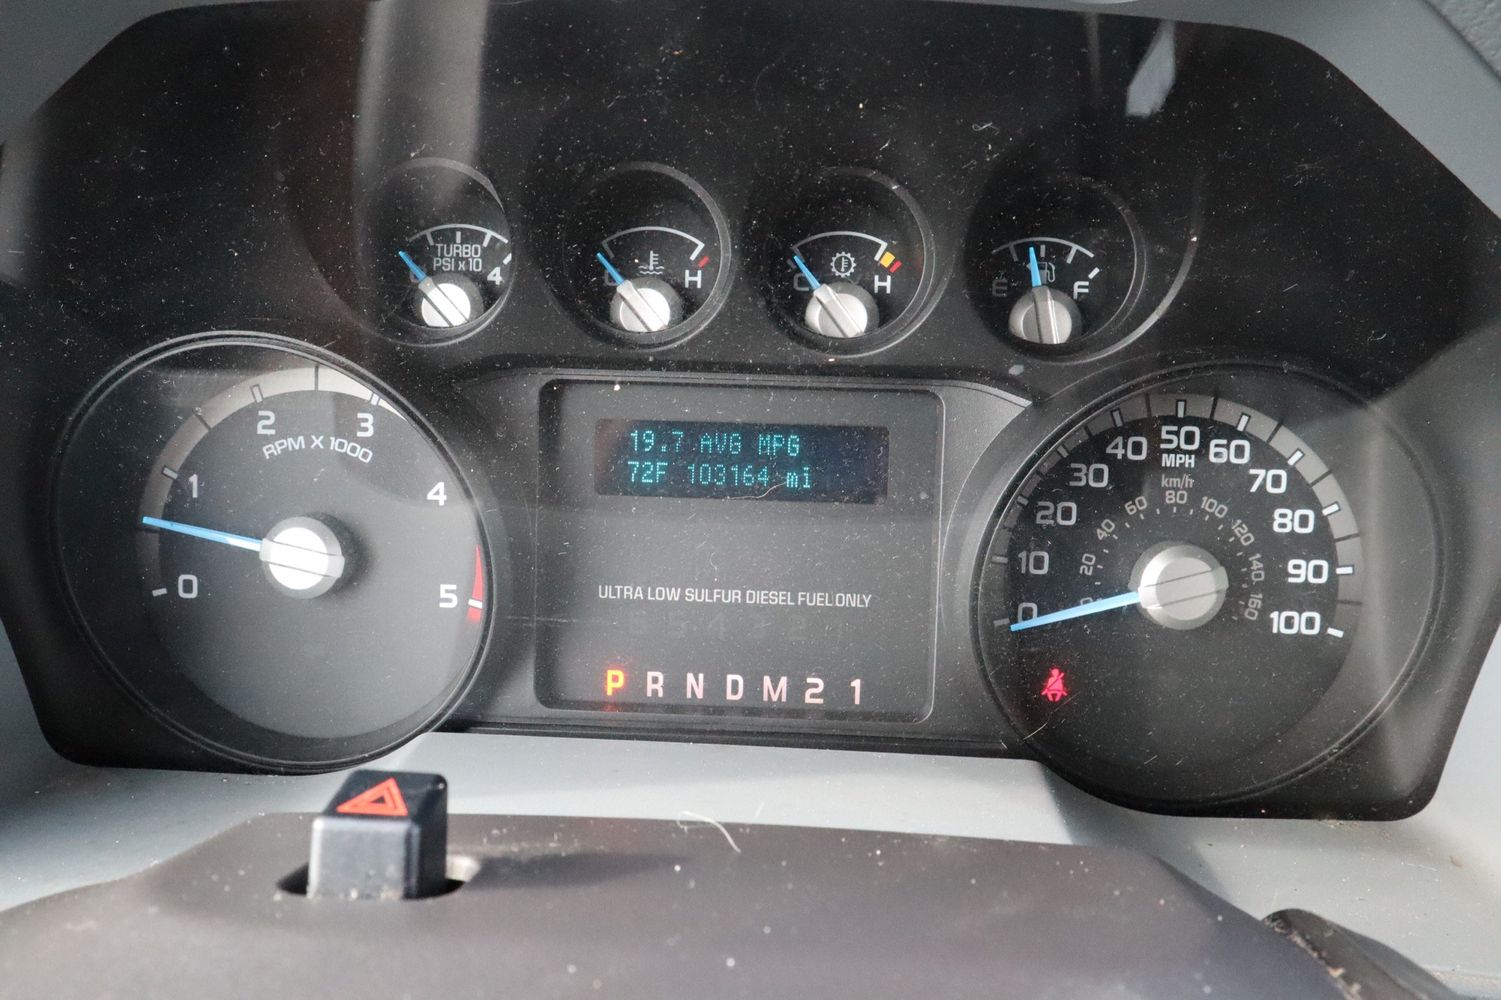 TURBO
PSI x 10
4
H
C
H
E
F
1
2
3
4
5
0
RPM X 1000
19.7 AVG MPG
72F 103164 mi
ULTRA LOW SULFUR DIESEL FUEL ONLY
P R N D M 2 1
0
10
20
30
40
50
60
70
80
90
100
MPH
km/h
20
40
60
80
100
120
140
160